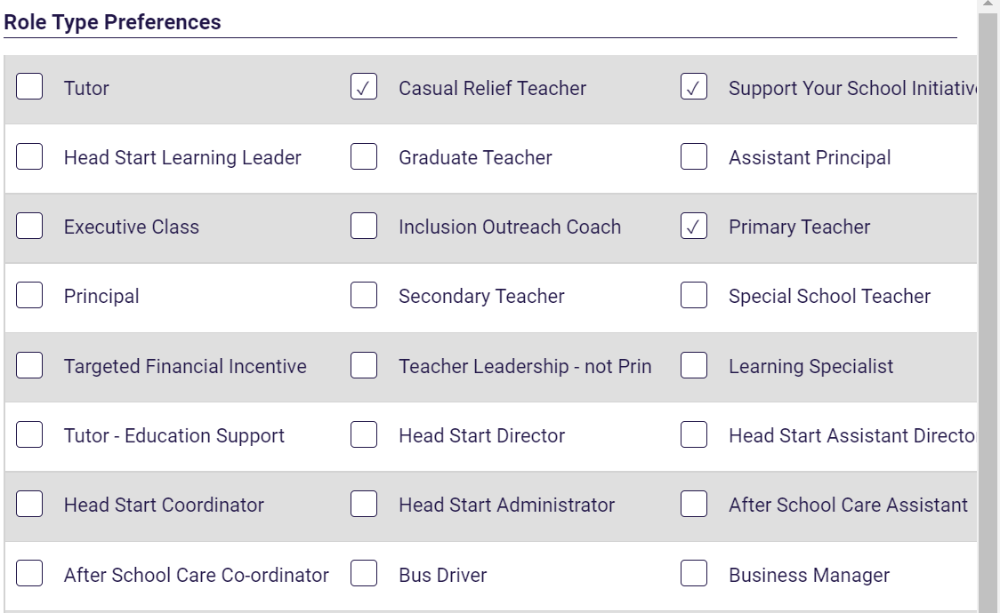 Role Type Preferences
Tutor ✓ Casual Relief Teacher ✓ Support Your School Initiativ
Head Start Learning Leader Graduate Teacher Assistant Principal
Executive Class Inclusion Outreach Coach ✓ Primary Teacher
Principal Secondary Teacher Special School Teacher
Targeted Financial Incentive Teacher Leadership - not Prin Learning Specialist
Tutor - Education Support Head Start Director Head Start Assistant Directo
Head Start Coordinator Head Start Administrator After School Care Assistant
After School Care Co-ordinator Bus Driver Business Manager